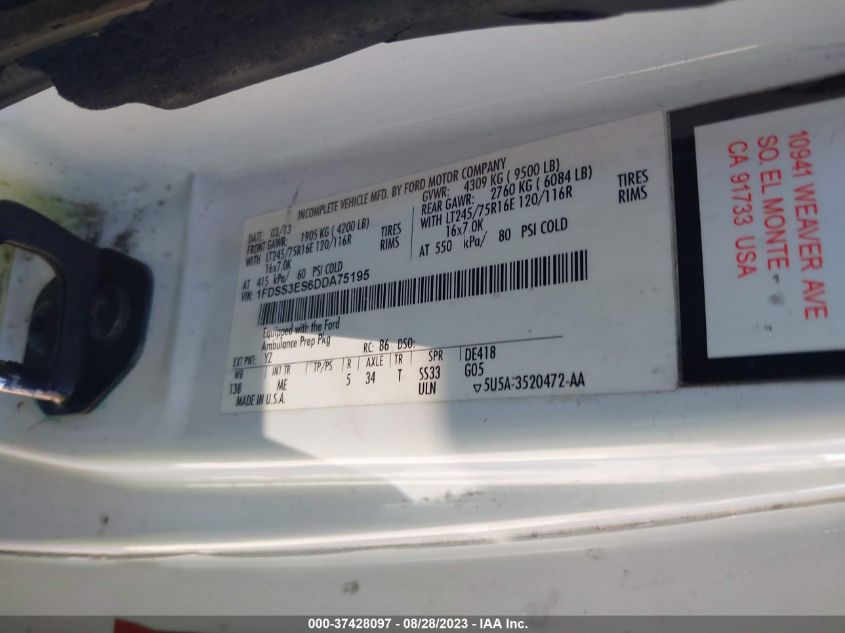 INCOMPLETE VEHICLE MFD. BY FORD MOTOR COMPANY
DATE: 03/13 GVWR: 4309 KG ( 9500 LB)
FRONT GAWR: 1905 KG ( 4200 LB) REAR GAWR: 2760 KG ( 6084 LB)
WITH LT245/75R16E 120/116R TIRES WITH LT245/75R16E 120/116R TIRES
16x7.0K RIMS 16x7.0K RIMS
AT 415 kPa/ 60 PSI COLD AT 550 kPa/ 80 PSI COLD
VIN: 1FDSS3ES6DDA75195
Equipped with the Ford
Ambulance Prep Pkg
EXT PNT: YZ RC: 86 DSO:
WB INT TR TP/PS R AXLE TR SPR DE418
138 ME 5 34 T SS33 G05
ULN
MADE IN U.S.A. ▽5U5A-3520472-AA
10941 WEAVER AVE
SO. EL MONTE
CA 91733 USA
000-37428097 - 08/28/2023 - IAA Inc.